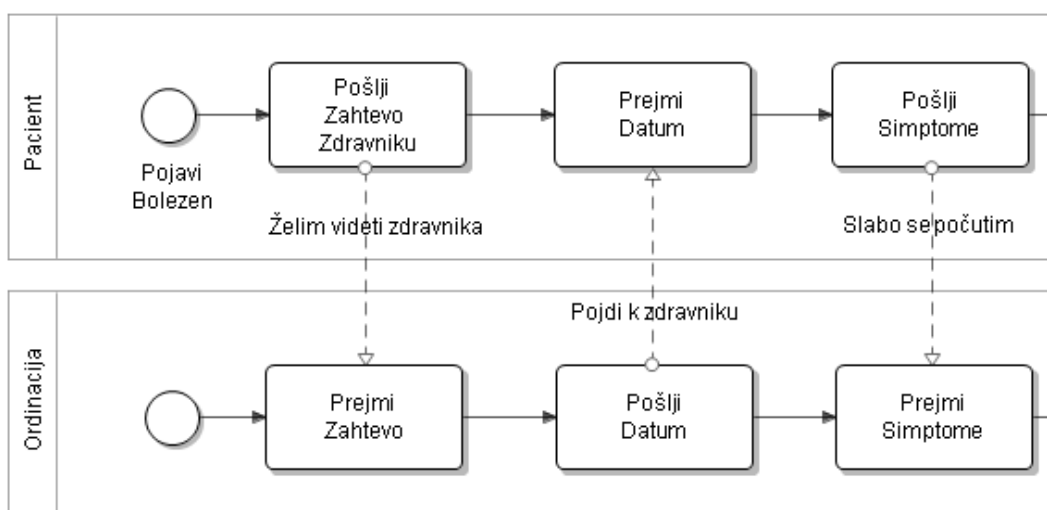 Pacient
Pojavi
Bolezen
Pošlji
Zahtevo
Zdravniku
Prejmi
Datum
Pošlji
Simptome
Želim videti zdravnika
Slabo se počutim
Pojdi k zdravniku
Ordinacija
Prejmi
Zahtevo
Pošlji
Datum
Prejmi
Simptome